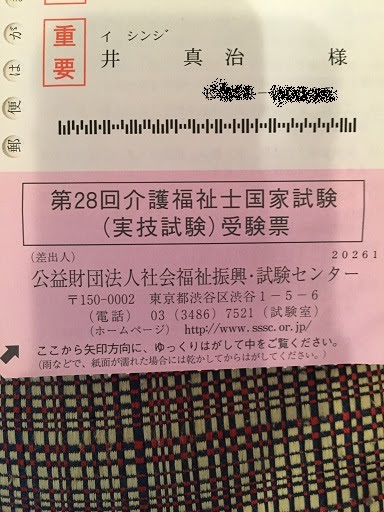 重要
イ シンジ
井 真治 様
郵便はが
第28回介護福祉士国家試験
(実技試験)受験票
(差出人) 20261
公益財団法人社会福祉振興・試験センター
〒150-0002 東京都渋谷区渋谷1-5-6
(電話) 03(3486)7521(試験室)
(ホームページ) http://www.sssc.or.jp/
ここから矢印方向に、ゆっくりはがして中をご覧ください。
(雨などで、紙面が濡れた場合には乾かしてからはがしてください。)